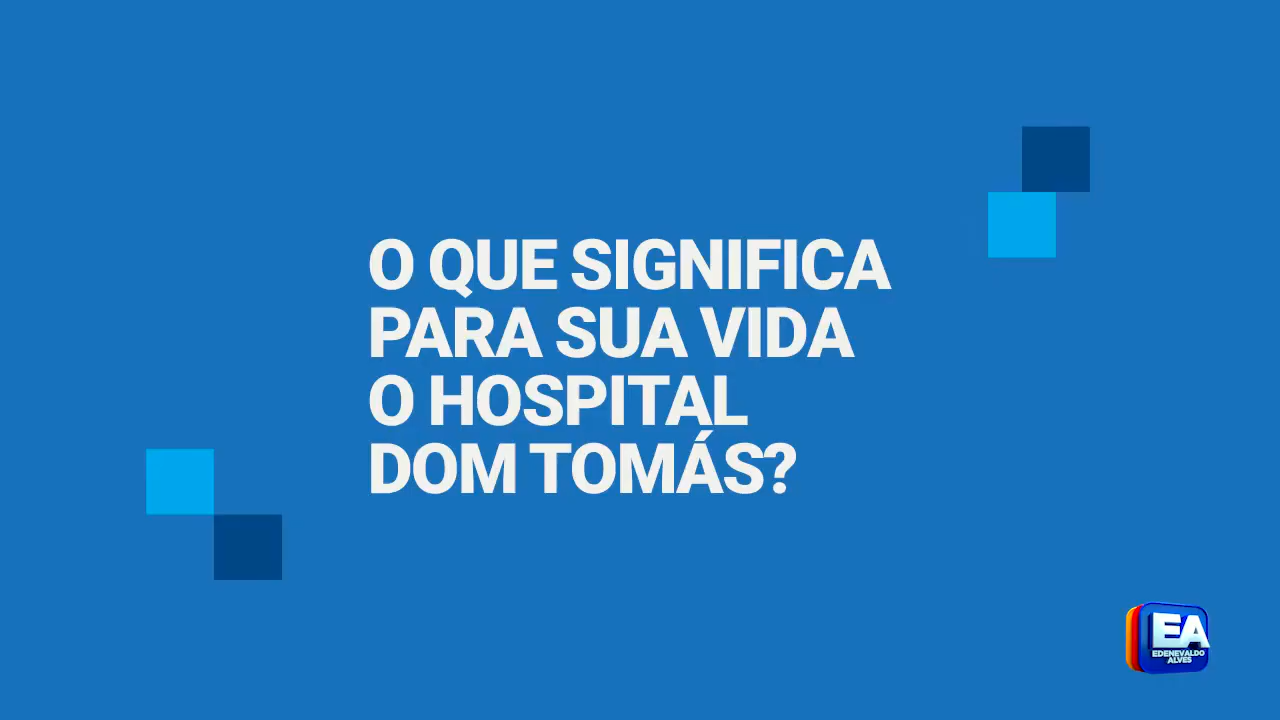 O QUE SIGNIFICA
PARA SUA VIDA
O HOSPITAL
DOM TOMÁS?
EA
EDENEVALDO
ALVES